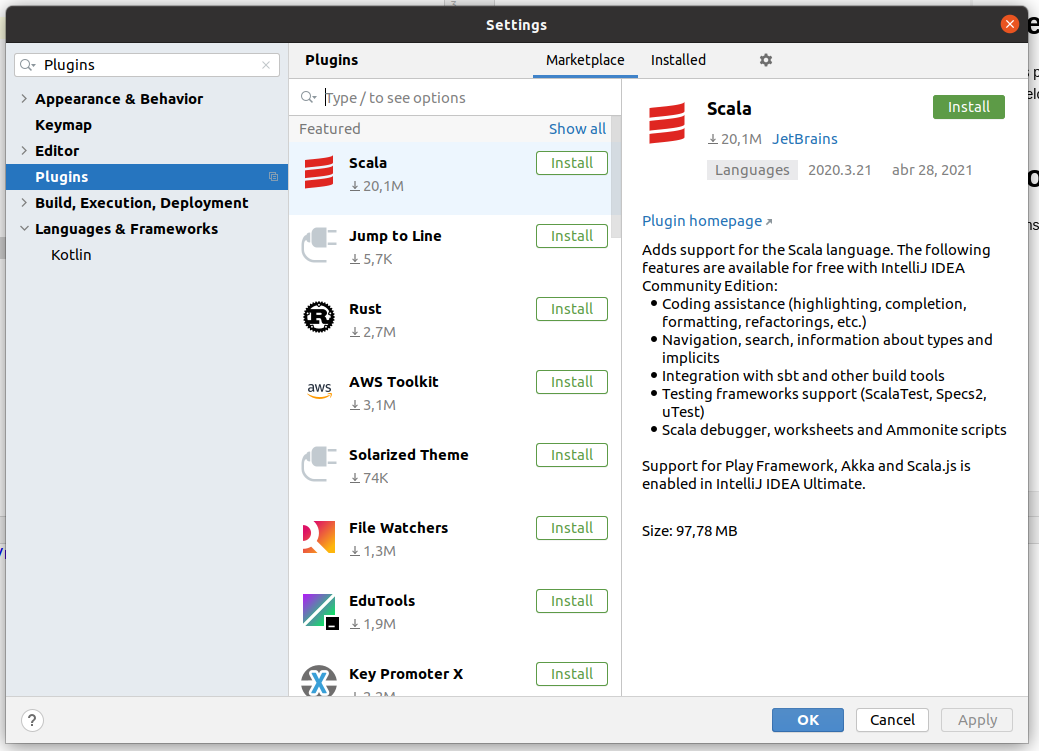 Settings
Plugins
Appearance & Behavior
Keymap
Editor
Plugins
Build, Execution, Deployment
Languages & Frameworks
Kotlin
Plugins
Marketplace
Installed
Type / to see options
Featured
Show all
Scala
20,1M
Install
Jump to Line
5,7K
Install
Rust
2,7M
Install
aws
AWS Toolkit
3,1M
Install
Solarized Theme
74K
Install
File Watchers
1,3M
Install
EduTools
1,9M
Install
Key Promoter X
Install
Scala
Install
20,1M JetBrains
Languages 2020.3.21 abr 28, 2021
Plugin homepage
Adds support for the Scala language. The following
features are available for free with IntelliJ IDEA
Community Edition:
• Coding assistance (highlighting, completion,
formatting, refactorings, etc.)
• Navigation, search, information about types and
implicits
• Integration with sbt and other build tools
• Testing frameworks support (ScalaTest, Specs2,
uTest)
• Scala debugger, worksheets and Ammonite scripts
Support for Play Framework, Akka and Scala.js is
enabled in IntelliJ IDEA Ultimate.
Size: 97,78 MB
?
OK
Cancel
Apply